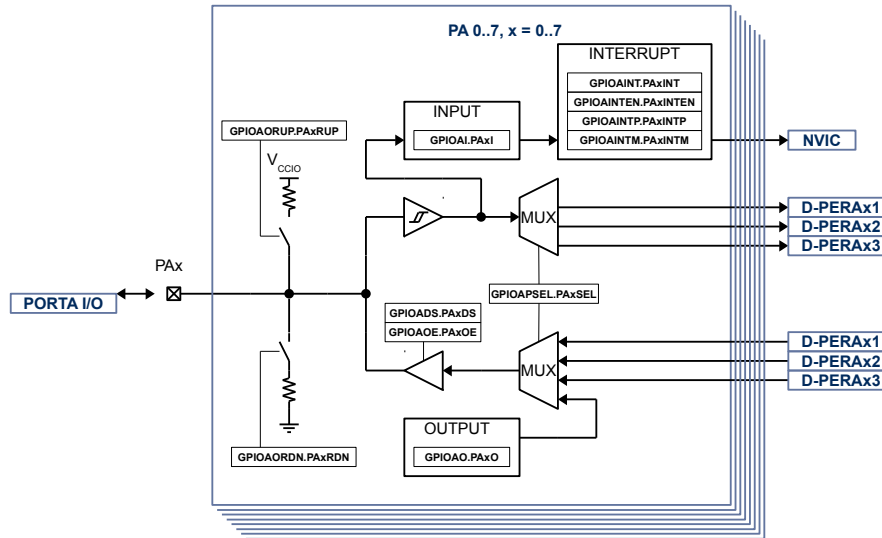 PA 0..7, x = 0..7
INTERRUPT
GPIOAINT.PAxINT
GPIOAINTEN.PAxINTEN
GPIOAINTP.PAxINTP
GPIOAINTM.PAxINTM
INPUT
GPIOAI.PAxI
NVIC
GPIOAORUP.PAxRUP
VCCIO
MUX
D-PERAx1
D-PERAx2
D-PERAx3
PAx
PORTA I/O
GPIOAPSEL.PAxSEL
GPIOADS.PAxDS
GPIOAOE.PAxOE
MUX
D-PERAx1
D-PERAx2
D-PERAx3
OUTPUT
GPIOAO.PAxO
GPIOAORDN.PAxRDN